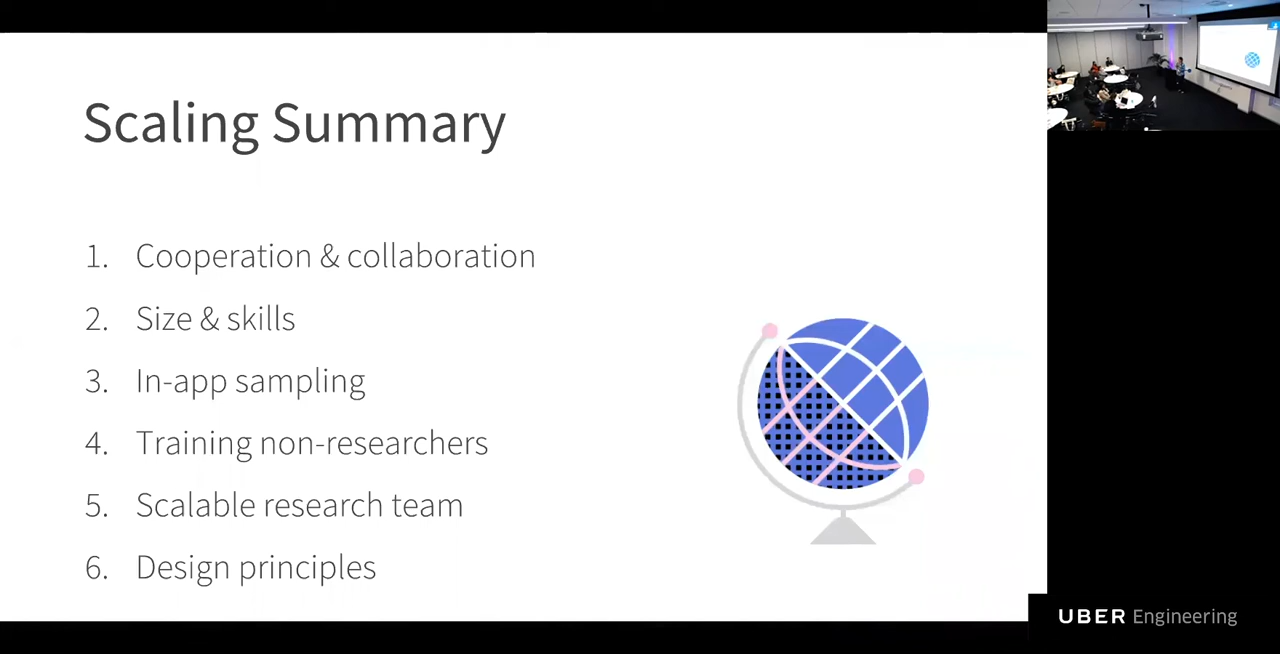 Scaling Summary
1. Cooperation & collaboration
2. Size & skills
3. In-app sampling
4. Training non-researchers
5. Scalable research team
6. Design principles
UBER Engineering